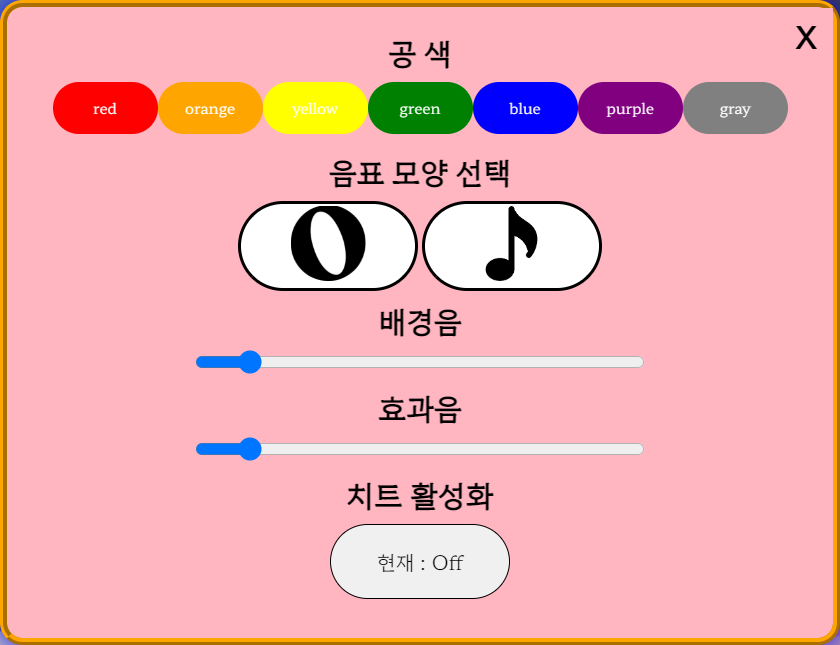 X
공 색
red orange yellow green blue purple gray
음표 모양 선택
배경음
효과음
치트 활성화
현재 : Off